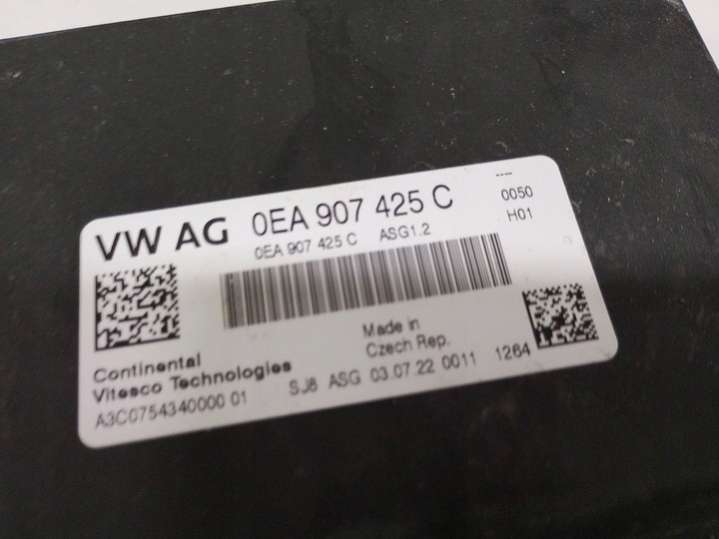 VW AG 0EA 907 425 C
----
0050
H01
0EA 907 425 C ASG1.2
Made in
Czech Rep.
Continental
Vitesco Technologies
A3C0754340000 01
SJ8 ASG 03.07.22 0011 1264